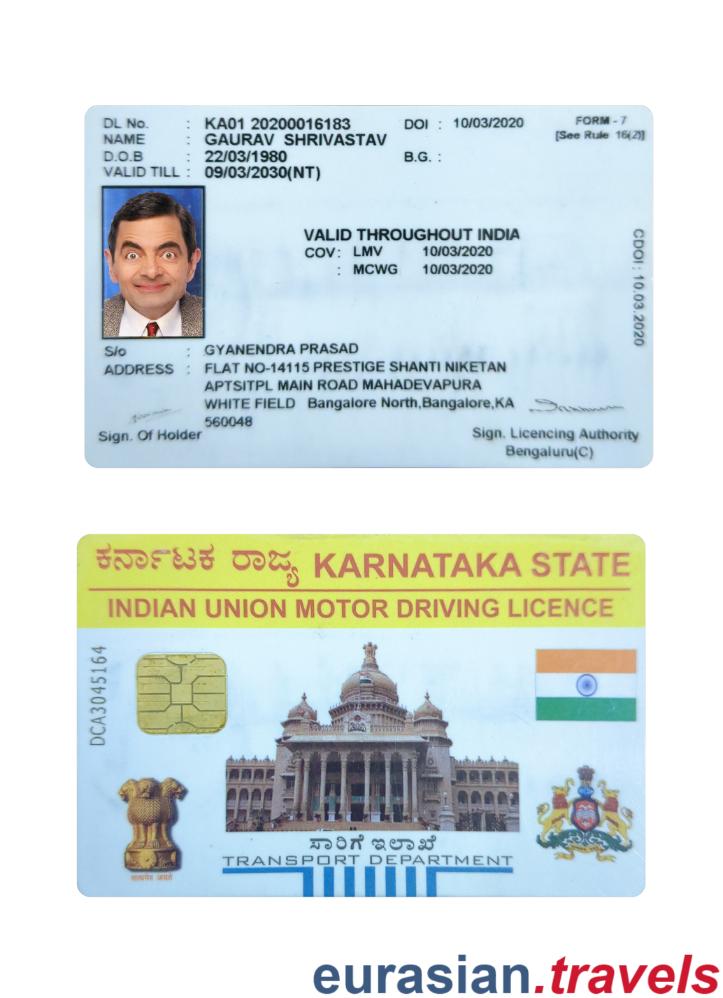 DL No. : KA01 20200016183 DOI : 10/03/2020 FORM - 7
NAME : GAURAV SHRIVASTAV [See Rule 16(2)]
D.O.B : 22/03/1980 B.G. :
VALID TILL : 09/03/2030(NT)
VALID THROUGHOUT INDIA
COV: LMV 10/03/2020
: MCWG 10/03/2020
CDOI : 10.03.2020
S/o : GYANENDRA PRASAD
ADDRESS : FLAT NO-14115 PRESTIGE SHANTI NIKETAN
APTSITPL MAIN ROAD MAHADEVAPURA
WHITE FIELD Bangalore North,Bangalore,KA
560048
Sign. Of Holder
Sign. Licencing Authority
Bengaluru(C)
ಕರ್ನಾಟಕ ರಾಜ್ಯ KARNATAKA STATE
INDIAN UNION MOTOR DRIVING LICENCE
DCA3045164
सत्यमेव जयते
ಸಾರಿಗೆ ಇಲಾಖೆ
TRANSPORT DEPARTMENT
eurasian.travels